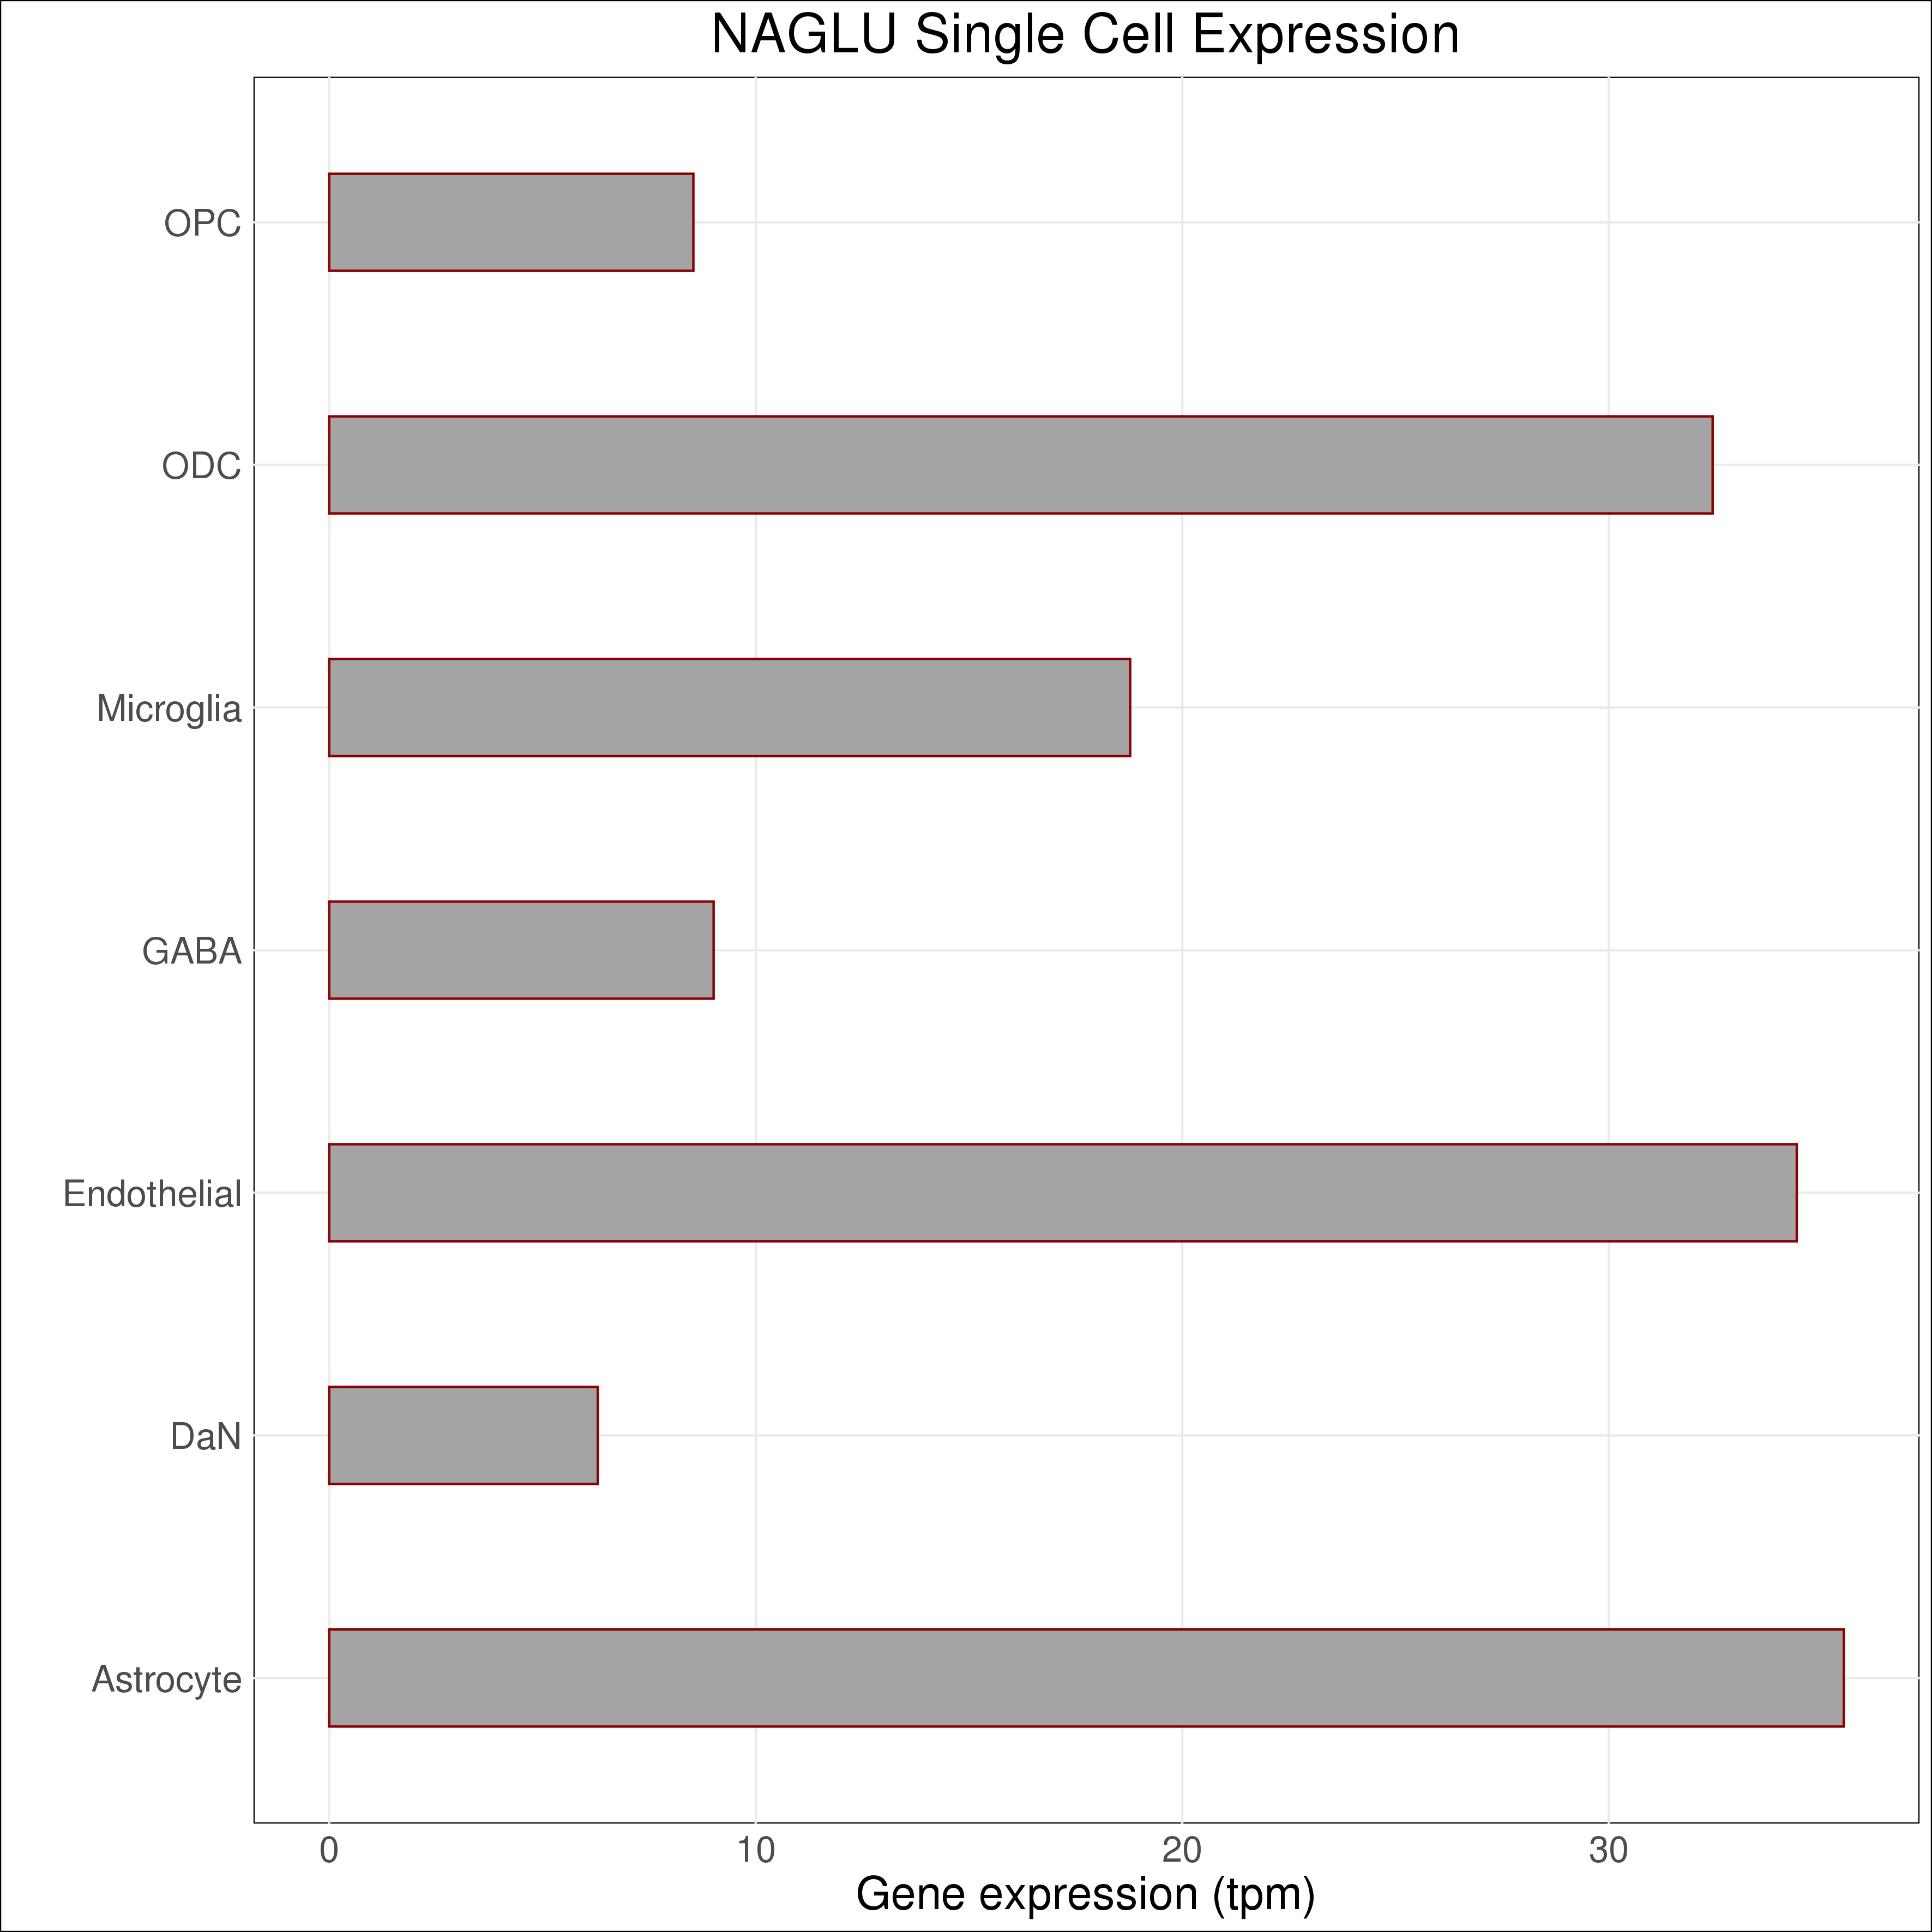 NAGLU Single Cell Expression
OPC
ODC
Microglia
GABA
Endothelial
DaN
Astrocyte
0 10 20 30
Gene expression (tpm)